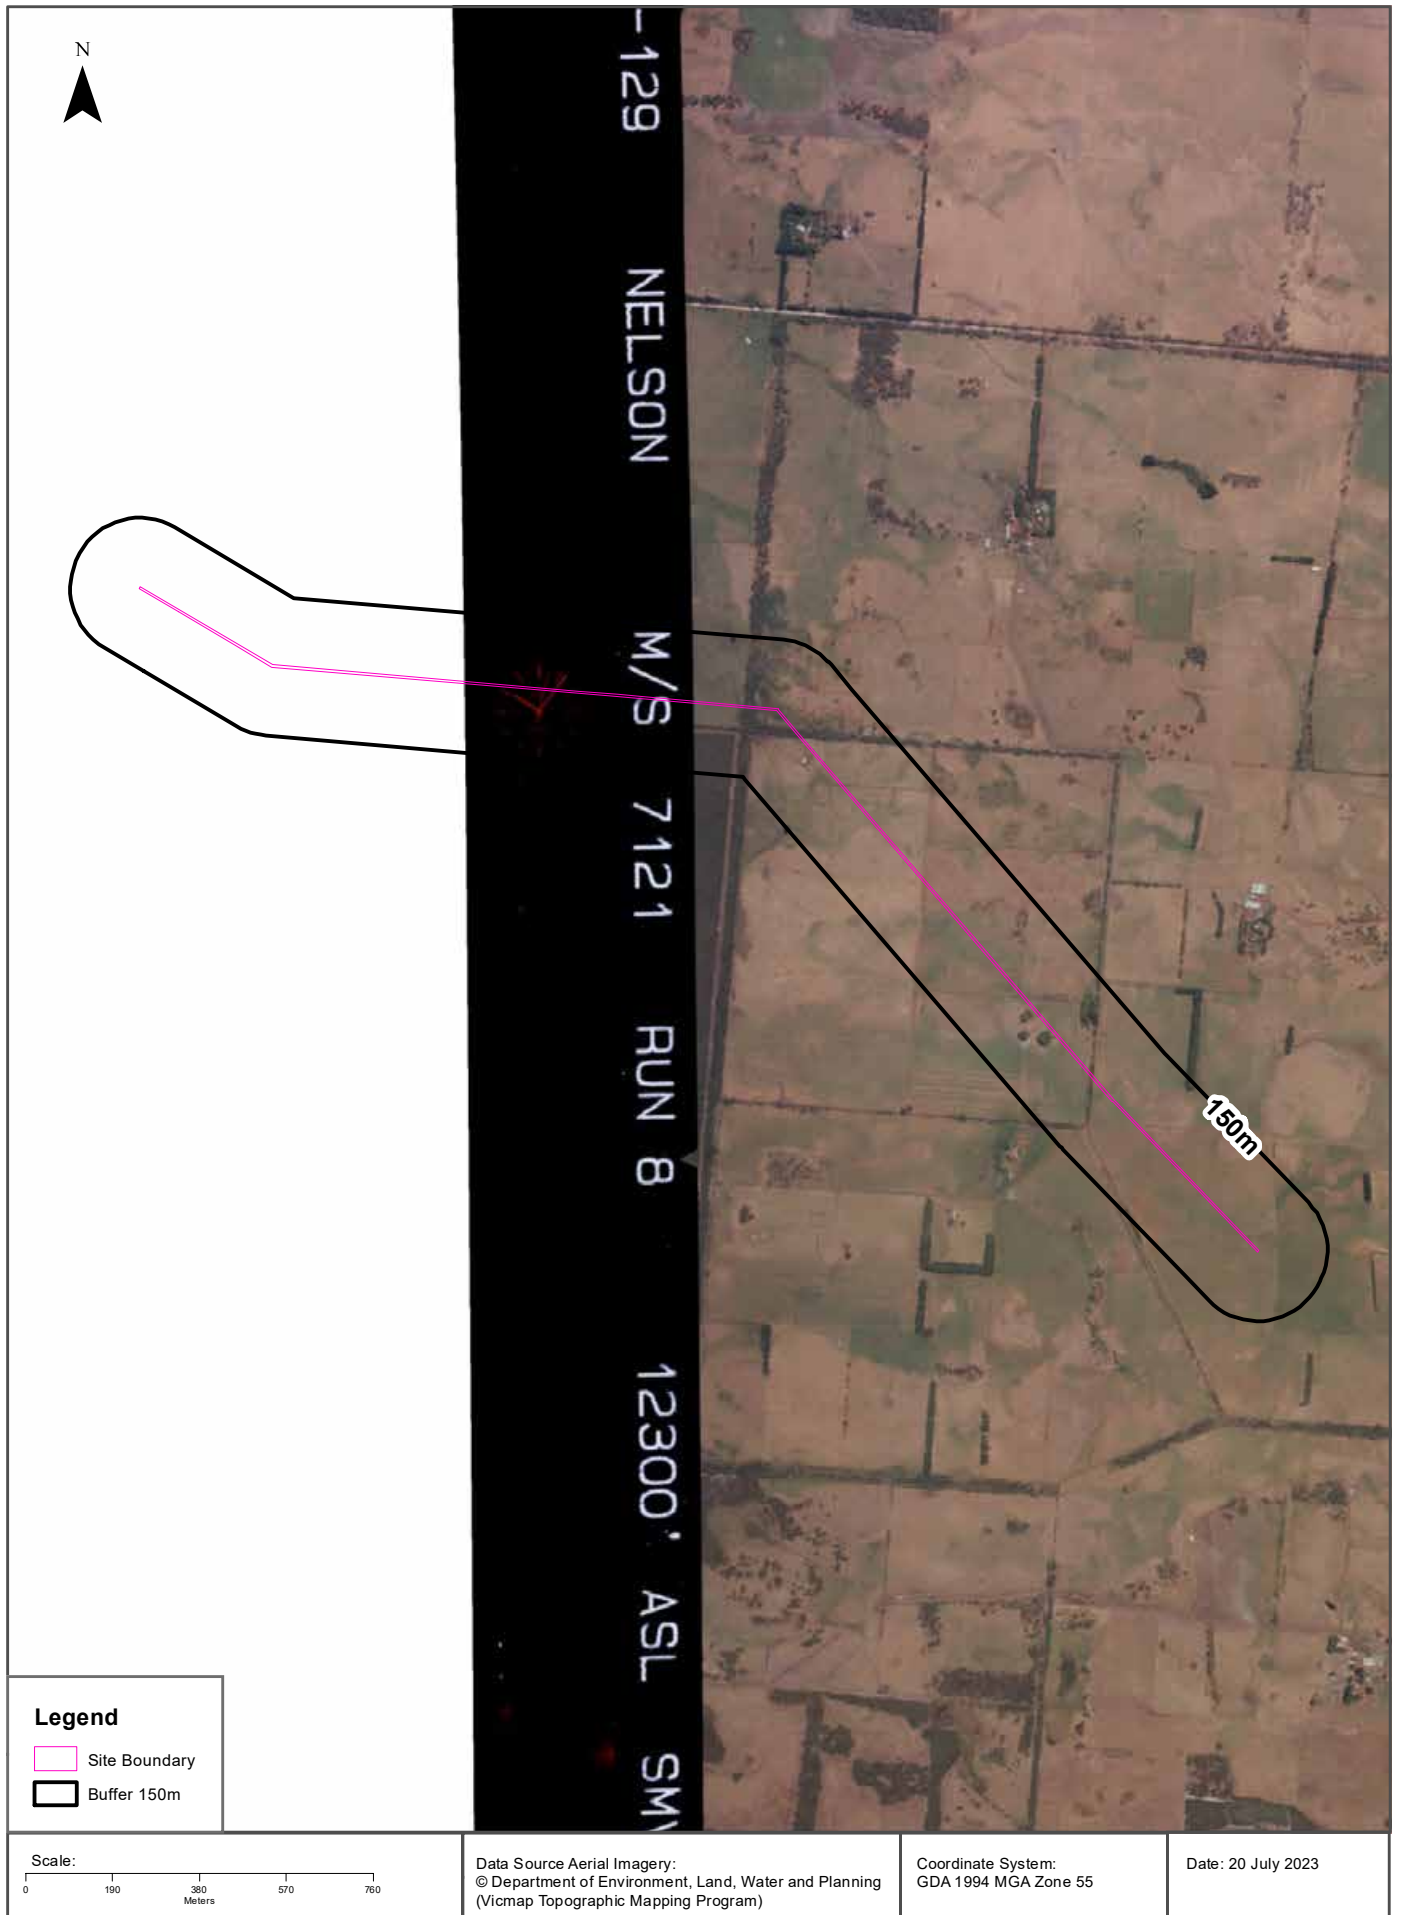 N
-129 NELSON M/S 7121 RUN 8 12300' ASL
150m
Legend
Site Boundary
Buffer 150m
Scale:
0 190 380 570 760
Meters
Data Source Aerial Imagery:
© Department of Environment, Land, Water and Planning
(Vicmap Topographic Mapping Program)
Coordinate System:
GDA 1994 MGA Zone 55
Date: 20 July 2023